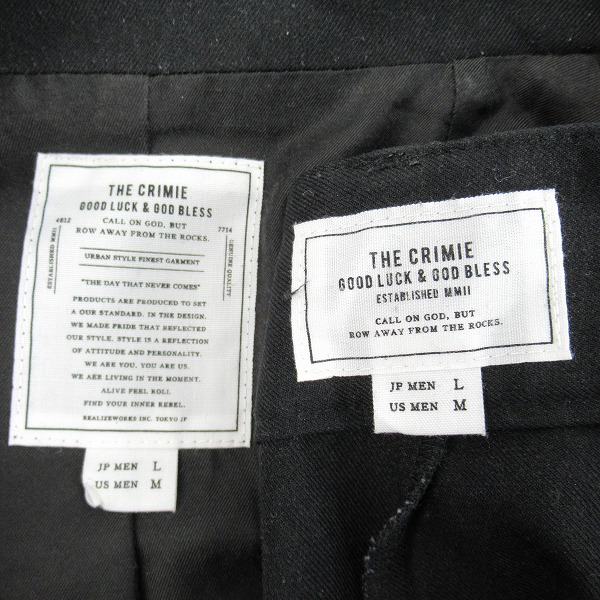 THE CRIMIE
GOOD LUCK & GOD BLESS
CALL ON GOD, BUT
ROW AWAY FROM THE ROCKS.
4812
7714
ESTABLISHED MMII
GENUINE QUALITY
URBAN STYLE FINEST GARMENT
"THE DAY THAT NEVER COMES"
PRODUCTS ARE PRODUCED TO SET
A OUR STANDARD. IN THE DESIGN.
WE MADE PRIDE THAT REFLECTED
OUR STYLE. STYLE IS A REFLECTION
OF ATTITUDE AND PERSONALITY.
WE ARE YOU, YOU ARE US.
WE AER LIVING IN THE MOMENT.
ALIVE FEEL ROLL
FIND YOUR INNER REBEL.
REALIZEWORKS INC. TOKYO JP
JP MEN L
US MEN M
THE CRIMIE
GOOD LUCK & GOD BLESS
ESTABLISHED MMII
CALL ON GOD, BUT
ROW AWAY FROM THE ROCKS.
JP MEN L
US MEN M